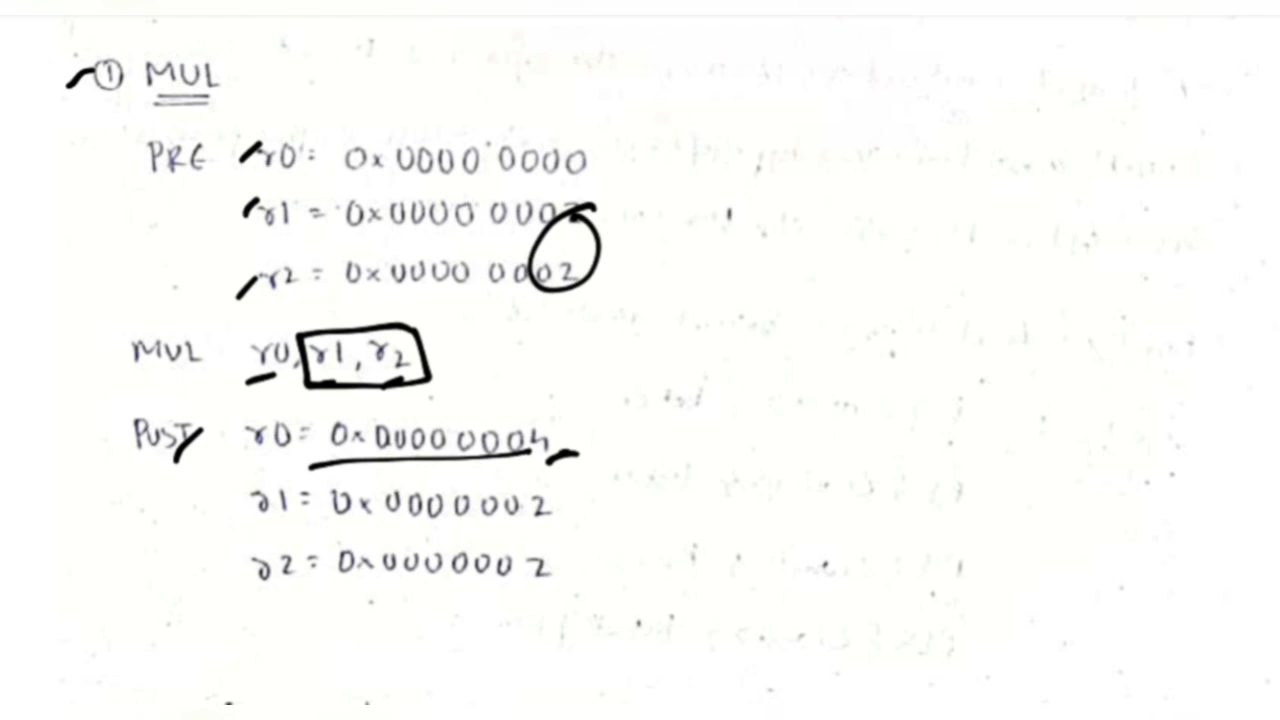 ① MUL
PRE r0 = 0x0000 0000
r1 = 0x0000 0002
r2 = 0x0000 0002
MUL r0, r1, r2
POST r0 = 0x00000004
r1 = 0x0000002
r2 = 0x0000002